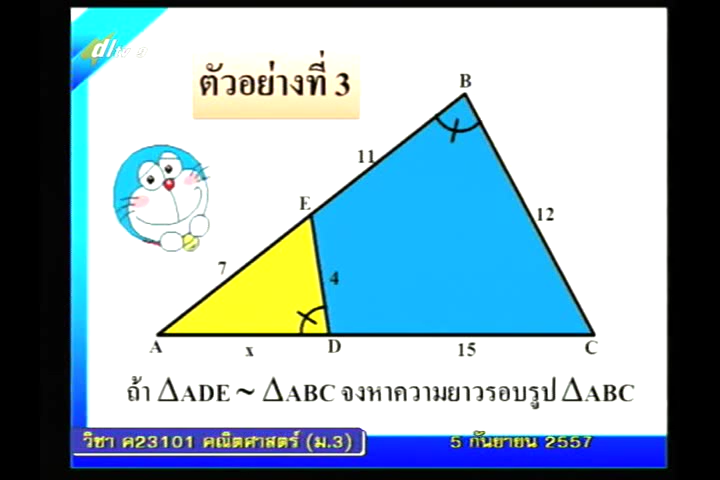 dltv 9
ตัวอย่างที่ 3
B
11
E
12
7
4
A
x
D
15
C
ถ้า △ADE ~ △ABC จงหาความยาวรอบรูป △ABC
วิชา ค23101 คณิตศาสตร์ (ม.3)
5 กันยายน 2557